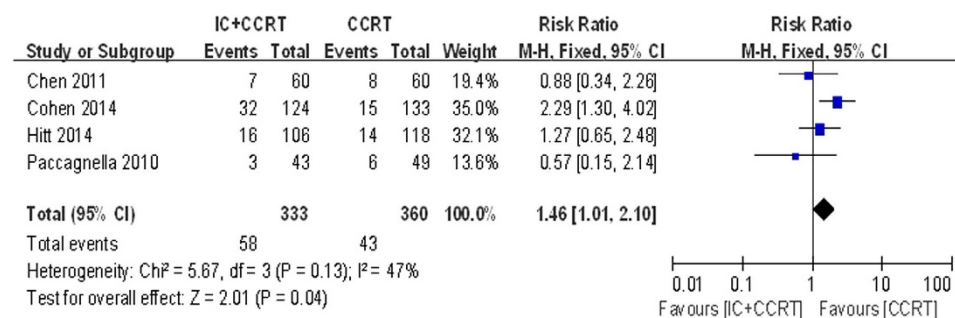 IC+CCRT CCRT Risk Ratio Risk Ratio
Study or Subgroup Events Total Events Total Weight M-H, Fixed, 95% CI M-H, Fixed, 95% CI
Chen 2011 7 60 8 60 19.4% 0.88 [0.34, 2.26]
Cohen 2014 32 124 15 133 35.0% 2.29 [1.30, 4.02]
Hitt 2014 16 106 14 118 32.1% 1.27 [0.65, 2.48]
Paccagnella 2010 3 43 6 49 13.6% 0.57 [0.15, 2.14]
Total (95% CI) 333 360 100.0% 1.46 [1.01, 2.10]
Total events 58 43
Heterogeneity: Chi² = 5.67, df = 3 (P = 0.13); I² = 47%
Test for overall effect: Z = 2.01 (P = 0.04)
0.01 0.1 1 10 100
Favours [IC+CCRT] Favours [CCRT]